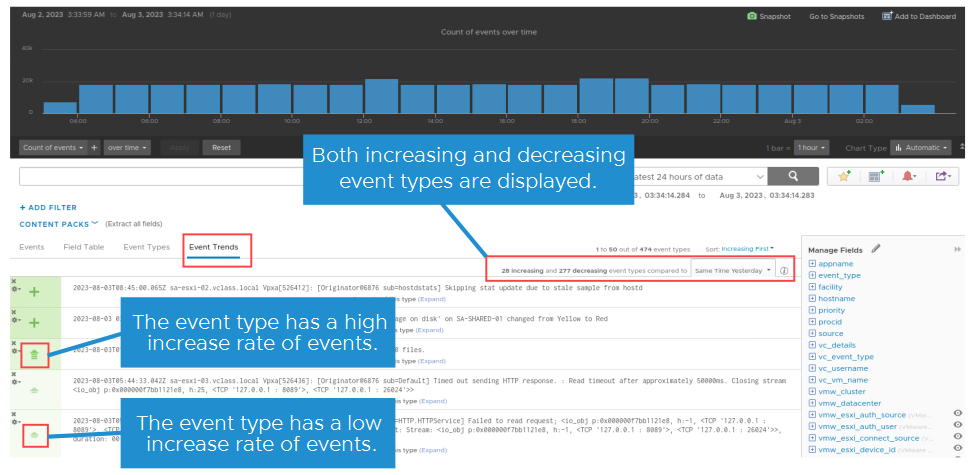 Aug 2, 2023 3:33:59 AM to Aug 3, 2023 3:34:14 AM (1 day)
Snapshot Go to Snapshots Add to Dashboard
Count of events over time
40k
20k
0
04:00 06:00 08:00 10:00 12:00 14:00 16:00 18:00 20:00 22:00 Aug 3 02:00
Count of events + over time Apply Reset
1 bar = 1 hour Chart Type Automatic
Both increasing and decreasing
event types are displayed.
atest 24 hours of data
3, 03:34:14.284 to Aug 3, 2023, 03:34:14.283
+ ADD FILTER
CONTENT PACKS (Extract all fields)
Events Field Table Event Types Event Trends
1 to 50 out of 474 event types Sort: Increasing First
28 increasing and 277 decreasing event types compared to Same Time Yesterday
2023-08-03T08:45:00.065Z sa-esxi-02.vclass.local Vpxa[526412]: [Originator@6876 sub=hostdstats] Skipping stat update due to stale sample from hostd
is type (Expand)
2023-08-03 0
age on disk' on SA-SHARED-01 changed from Yellow to Red
is type (Expand)
The event type has a high
increase rate of events.
2023-08-03T0
0 files.
is type (Expand)
2023-08-03T05:44:33.042Z sa-esxi-03.vclass.local Vpxa[526436]: [Originator@6876 sub=Default] Timed out sending HTTP response. : Read timeout after approximately 50000ms. Closing stream
<io_obj p:0x000000f7bb1121e8, h:25, <TCP '127.0.0.1 : 8089'>, <TCP '127.0.0.1 : 26024'>>
is type (Expand)
The event type has a low
increase rate of events.
2023-08-03T0
=HTTP.HTTPService] Failed to read request; <io_obj p:0x000000f7bb1121e8, h:-1, <TCP '127.0.0.1 :
8089'>, <TCP
t: Stream: <io_obj p:0x000000f7bb1121e8, h:-1, <TCP '127.0.0.1 : 8089'>, <TCP '127.0.0.1 : 26024'>>,
duration: 00
is type (Expand)
Manage Fields
appname
event_type
facility
hostname
priority
procid
source
vc_details
vc_event_type
vc_username
vc_vm_name
vmw_cluster
vmw_datacenter
vmw_esxi_auth_source (VMw...
vmw_esxi_auth_user (VMware...
vmw_esxi_connect_source (V...
vmw_esxi_device_id (VMware...